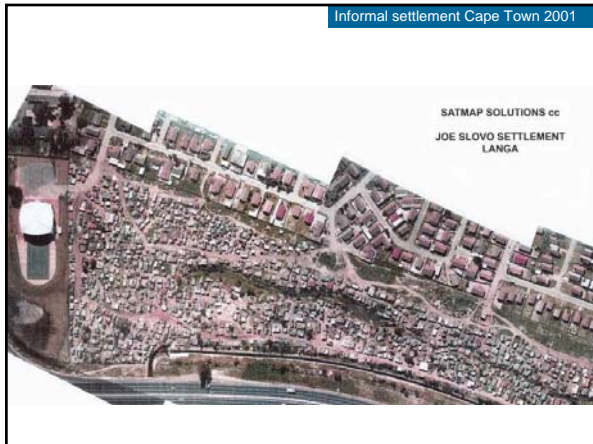 Informal settlement Cape Town 2001
SATMAP SOLUTIONS cc
JOE SLOVO SETTLEMENT
LANGA